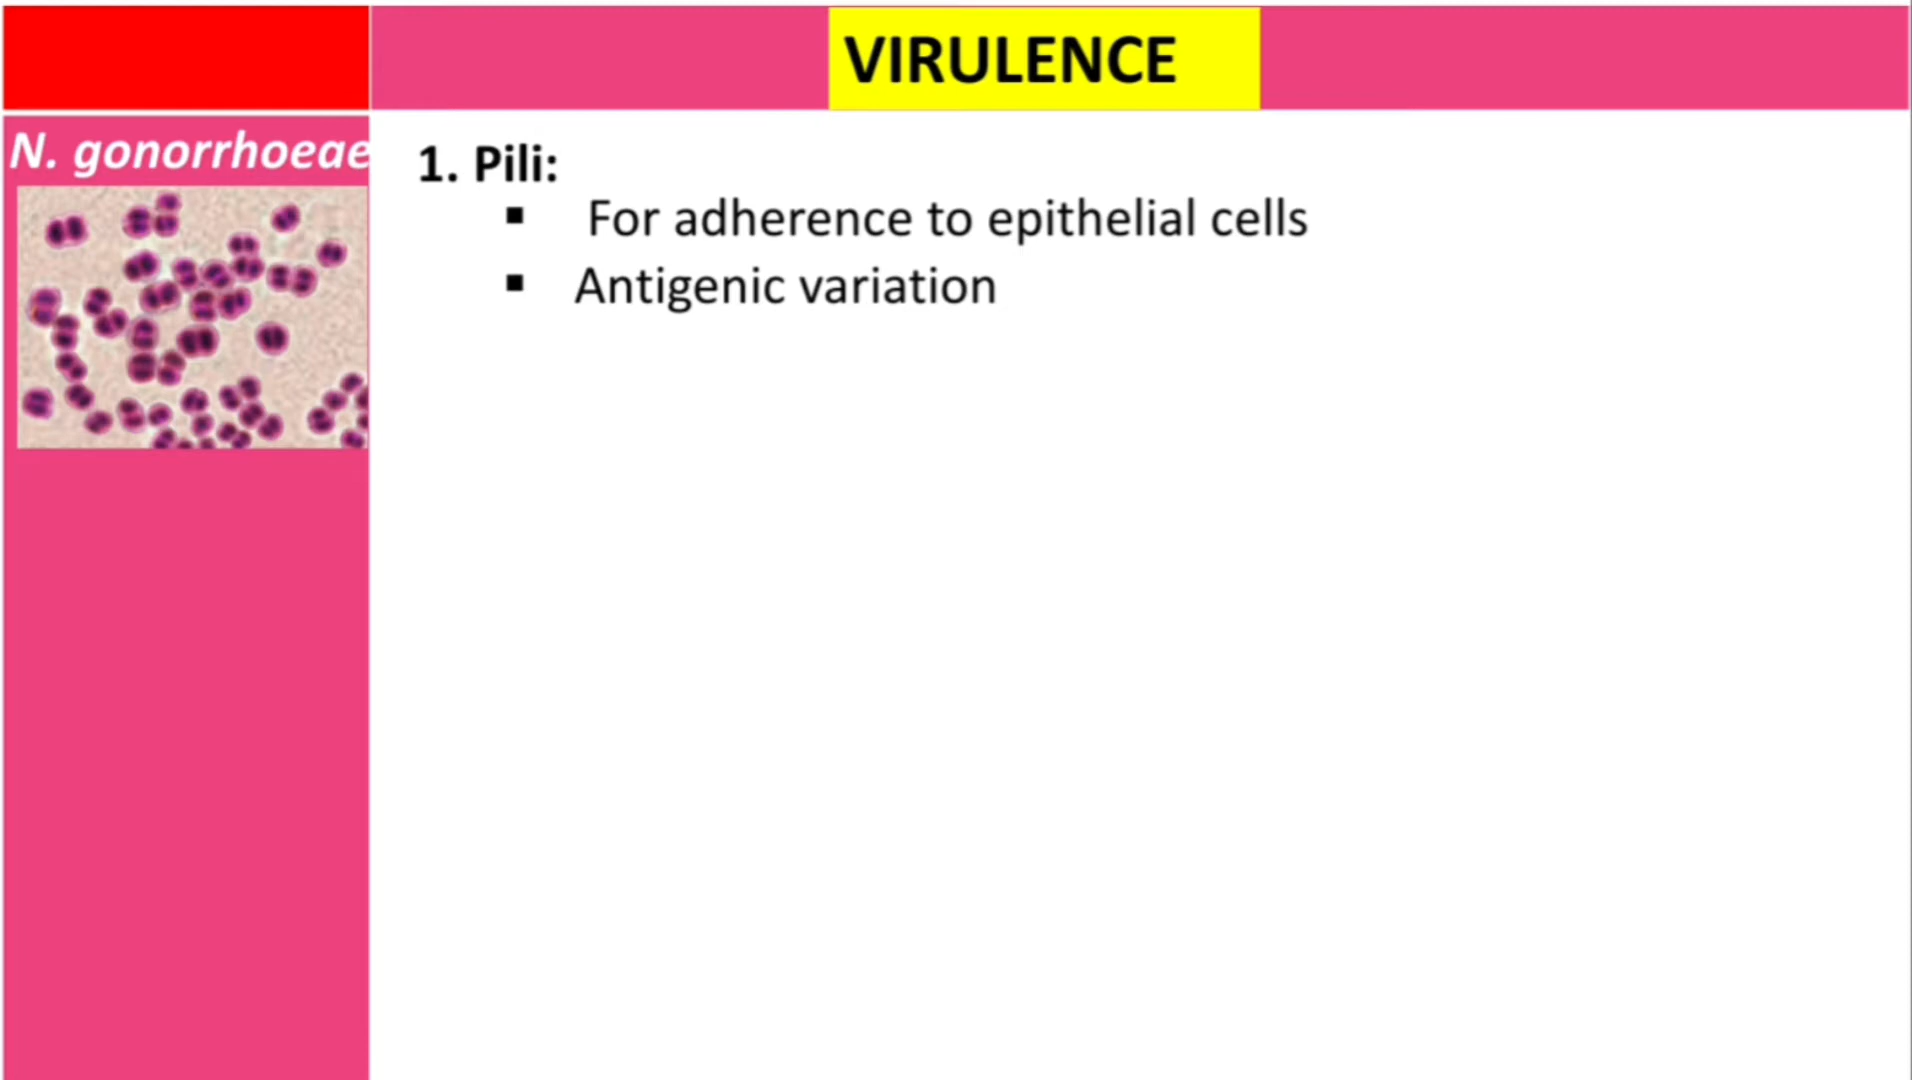 VIRULENCE
N. gonorrhoeae
1. Pili:
▪ For adherence to epithelial cells
▪ Antigenic variation